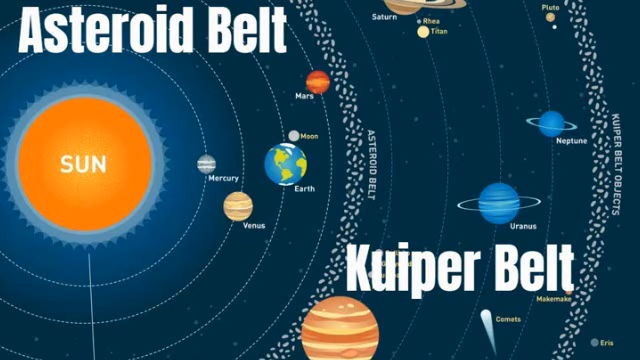 Asteroid Belt
Saturn
Rhea
Titan
Pluto
Mars
Moon
SUN
Mercury
Earth
Venus
ASTEROID BELT
Neptune
KUIPER BELT OBJECTS
Uranus
Kuiper Belt
Makemake
Comets
Eris